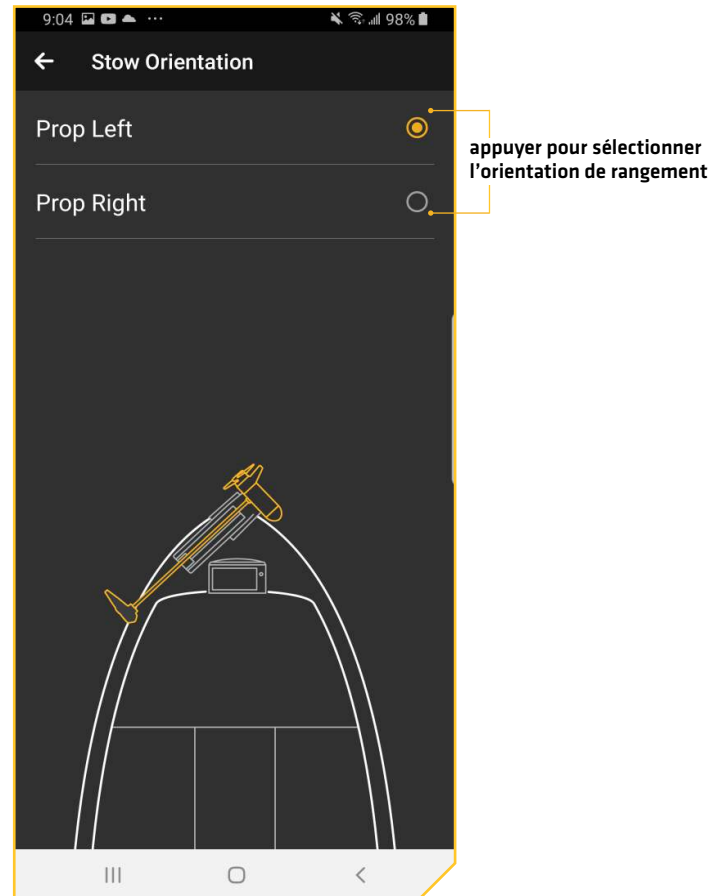 9:04 ... 98%
Stow Orientation
Prop Left
appuyer pour sélectionner
l’orientation de rangement
Prop Right